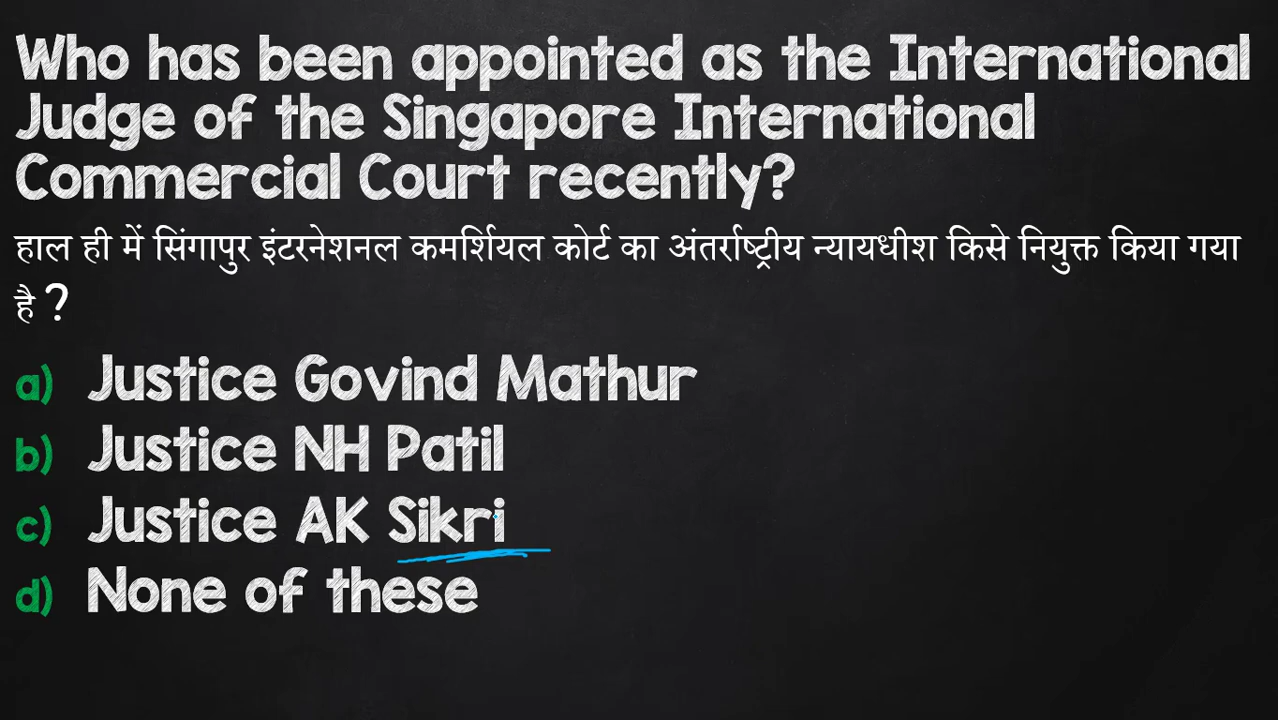 Who has been appointed as the International
Judge of the Singapore International
Commercial Court recently?
हाल ही में सिंगापुर इंटरनेशनल कमर्शियल कोर्ट का अंतर्राष्ट्रीय न्यायधीश किसे नियुक्त किया गया
है ?
a) Justice Govind Mathur
b) Justice NH Patil
c) Justice AK Sikri
d) None of these